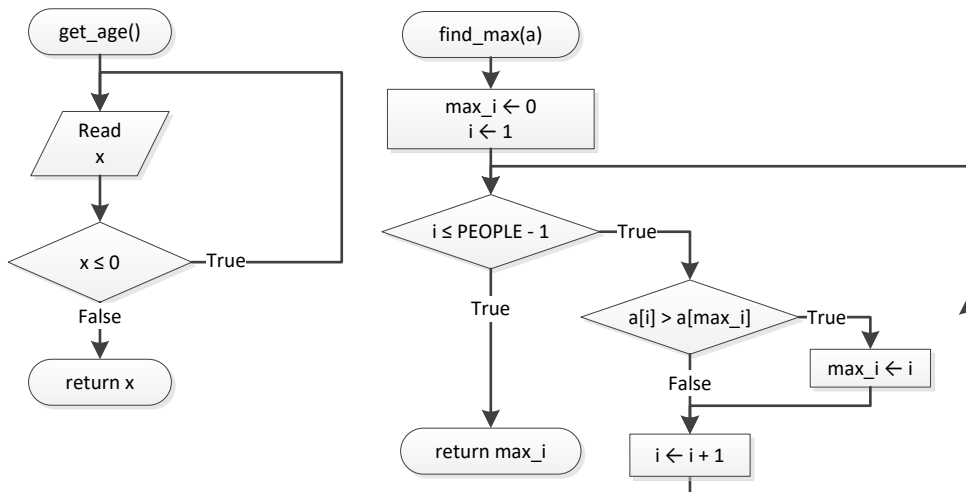 get_age()
Read
x
x ≤ 0
True
False
return x
find_max(a)
max_i ← 0
i ← 1
i ≤ PEOPLE - 1
True
True
a[i] > a[max_i]
True
max_i ← i
False
i ← i + 1
return max_i